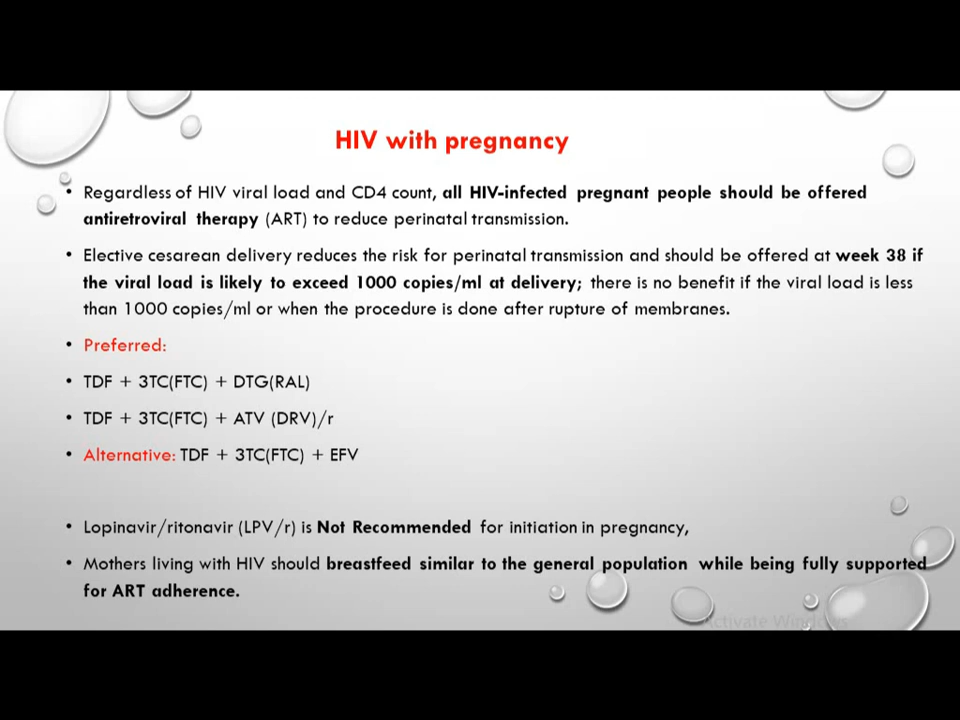 HIV with pregnancy
• Regardless of HIV viral load and CD4 count, all HIV-infected pregnant people should be offered
antiretroviral therapy (ART) to reduce perinatal transmission.
• Elective cesarean delivery reduces the risk for perinatal transmission and should be offered at week 38 if
the viral load is likely to exceed 1000 copies/ml at delivery; there is no benefit if the viral load is less
than 1000 copies/ml or when the procedure is done after rupture of membranes.
• Preferred:
• TDF + 3TC(FTC) + DTG(RAL)
• TDF + 3TC(FTC) + ATV (DRV)/r
• Alternative: TDF + 3TC(FTC) + EFV
• Lopinavir/ritonavir (LPV/r) is Not Recommended for initiation in pregnancy,
• Mothers living with HIV should breastfeed similar to the general population while being fully supported
for ART adherence.
Activate Windows